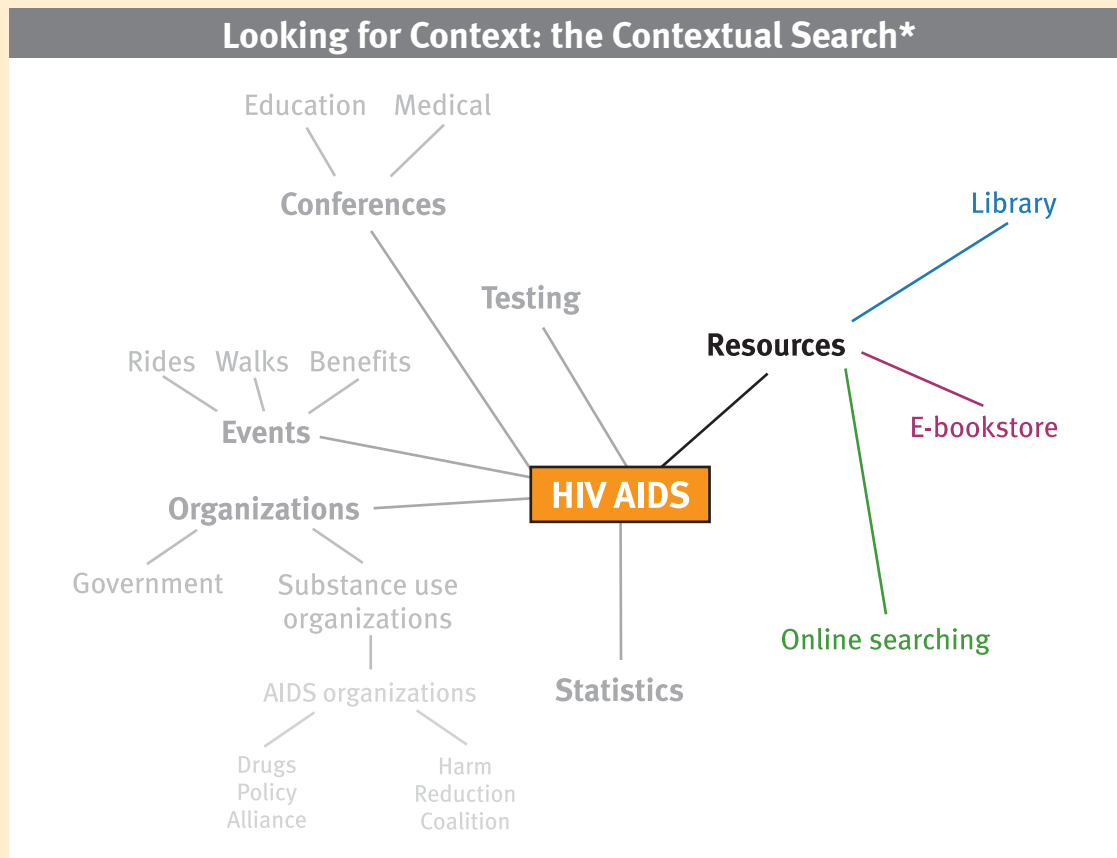 Looking for Context: the Contextual Search*
Education
Medical
Conferences
Library
Testing
Resources
Rides
Walks
Benefits
E-bookstore
Events
HIV AIDS
Organizations
Government
Substance use
organizations
Online searching
AIDS organizations
Statistics
Drugs
Policy
Alliance
Harm
Reduction
Coalition